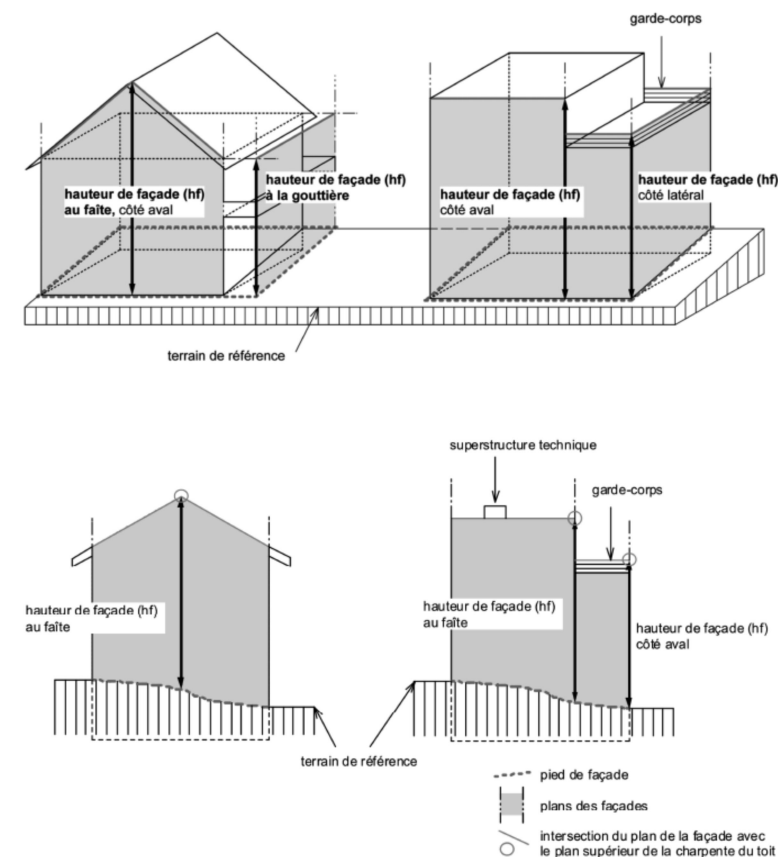 garde-corps
hauteur de façade (hf)
au faîte, côté aval
hauteur de façade (hf)
à la gouttière
hauteur de façade (hf)
côté aval
hauteur de façade (hf)
côté latéral
terrain de référence
superstructure technique
garde-corps
hauteur de façade (hf)
au faîte
hauteur de façade (hf)
au faîte
hauteur de façade (hf)
côté aval
terrain de référence
pied de façade
plans des façades
intersection du plan de la façade avec
le plan supérieur de la charpente du toit